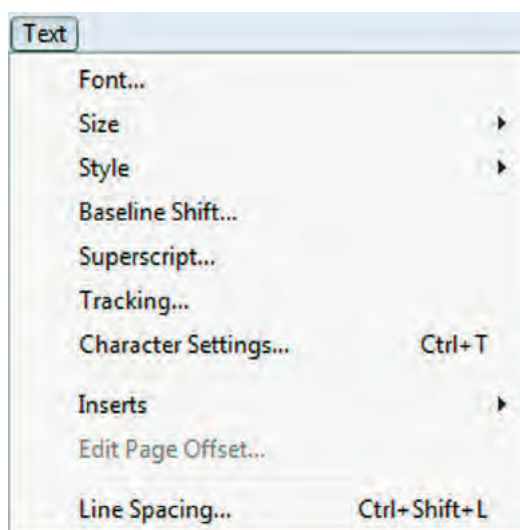 Text
Font...
Size
Style
Baseline Shift...
Superscript...
Tracking...
Character Settings... Ctrl+T
Inserts
Edit Page Offset...
Line Spacing... Ctrl+Shift+L